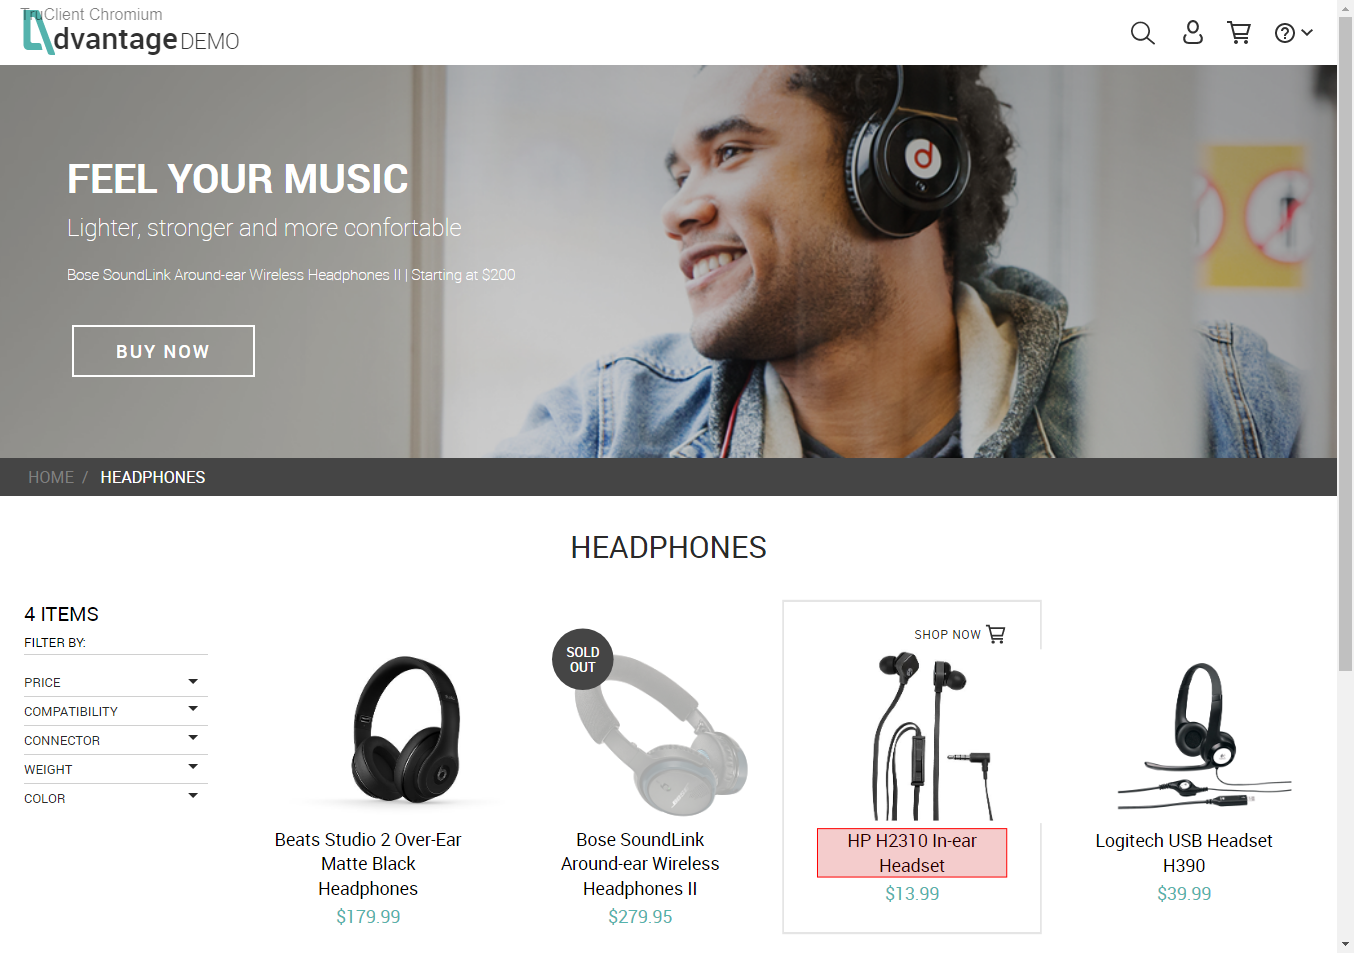 TruClient Chromium
dvantage DEMO
FEEL YOUR MUSIC
Lighter, stronger and more confortable
Bose SoundLink Around-ear Wireless Headphones II | Starting at $200
BUY NOW
HOME / HEADPHONES
HEADPHONES
4 ITEMS
FILTER BY:
PRICE
COMPATIBILITY
CONNECTOR
WEIGHT
COLOR
Beats Studio 2 Over-Ear
Matte Black
Headphones
$179.99
SOLD
OUT
Bose SoundLink
Around-ear Wireless
Headphones II
$279.95
SHOP NOW
HP H2310 In-ear
Headset
$13.99
Logitech USB Headset
H390
$39.99